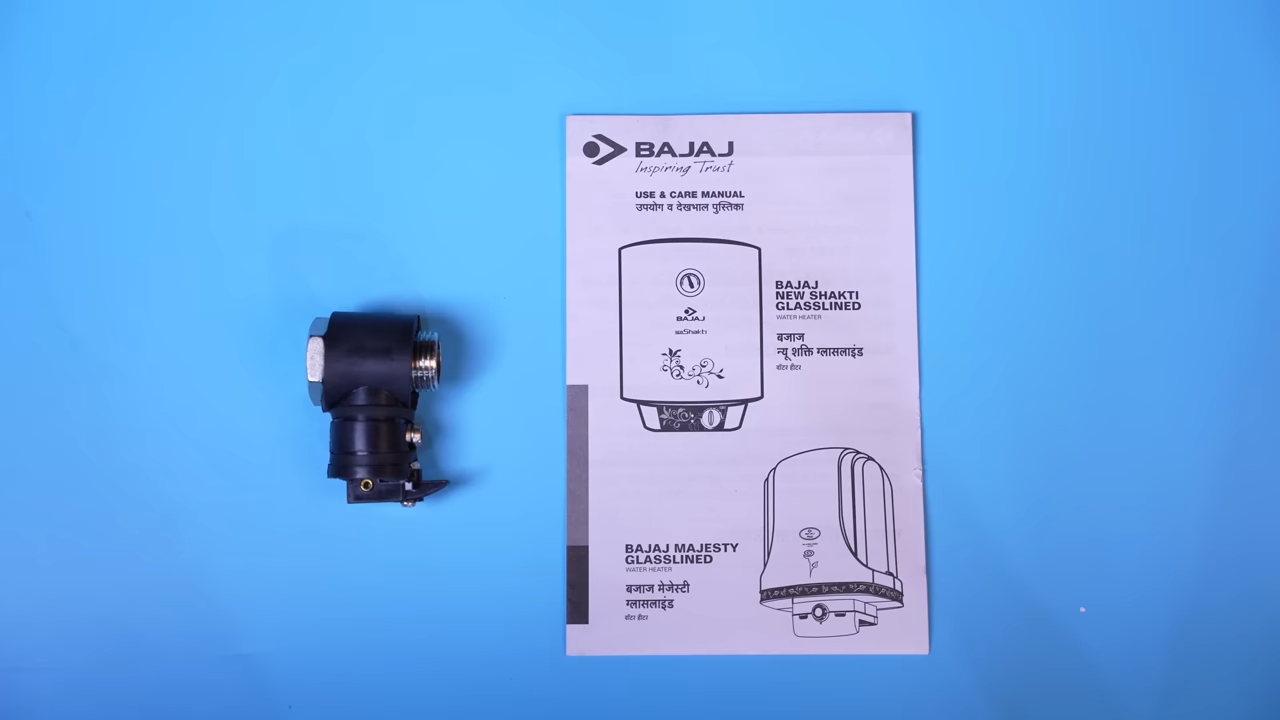 BAJAJ
Inspiring Trust
USE & CARE MANUAL
उपयोग व देखभाल पुस्तिका
BAJAJ
Shakti
BAJAJ
NEW SHAKTI
GLASSLINED
WATER HEATER
बजाज
न्यू शक्ति ग्लासलाइंड
वॉटर हीटर
BAJAJ MAJESTY
GLASSLINED
WATER HEATER
बजाज मेजेस्टी
ग्लासलाइंड
वॉटर हीटर